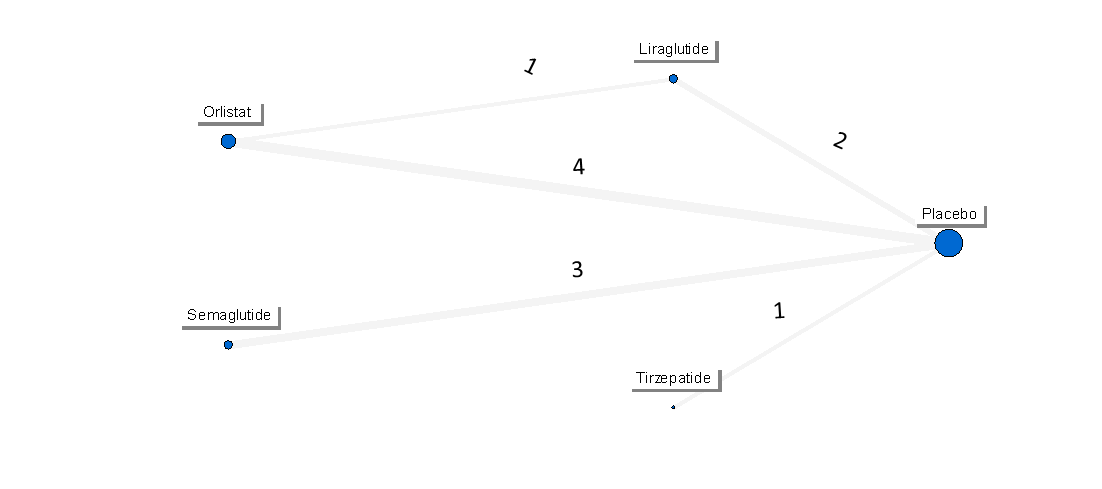 Liraglutide
1
Orlistat
2
4
Placebo
3
1
Semaglutide
Tirzepatide